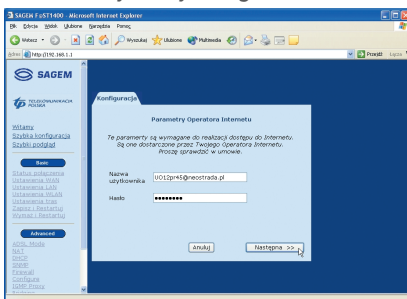 SAGEM F@ST1400 - Microsoft Internet Explorer
Plik Edycja Widok Ulubione Narzędzia Pomoc
Wstecz Wyszukaj Ulubione Multimedia
Adres http://192.168.1.1 Przejdź Łącza
SAGEM
TELEKOMUNIKACJA
POLSKA
Witamy
Szybka konfiguracja
Szybki podgląd
Basic
Status połączenia
Ustawienia WAN
Ustawienia LAN
Ustawienia WLAN
Ustawienia tras
Zapisz i Restartuj
Wymaż i Restartuj
Advanced
ADSL Mode
NAT
DHCP
SNMP
Firewall
Configure
IGMP Proxy
Konfiguracja
Parametry Operatora Internetu
Te paramerty są wymagane do realizacji dostępu do Internetu.
Są one dostarczone przez Twojego Operatora Internetu.
Proszę sprawdzić w umowie.
Nazwa
użytkownika
UO12pr45@neostrada.pl
Hasło ••••••••
Anuluj Następna >>